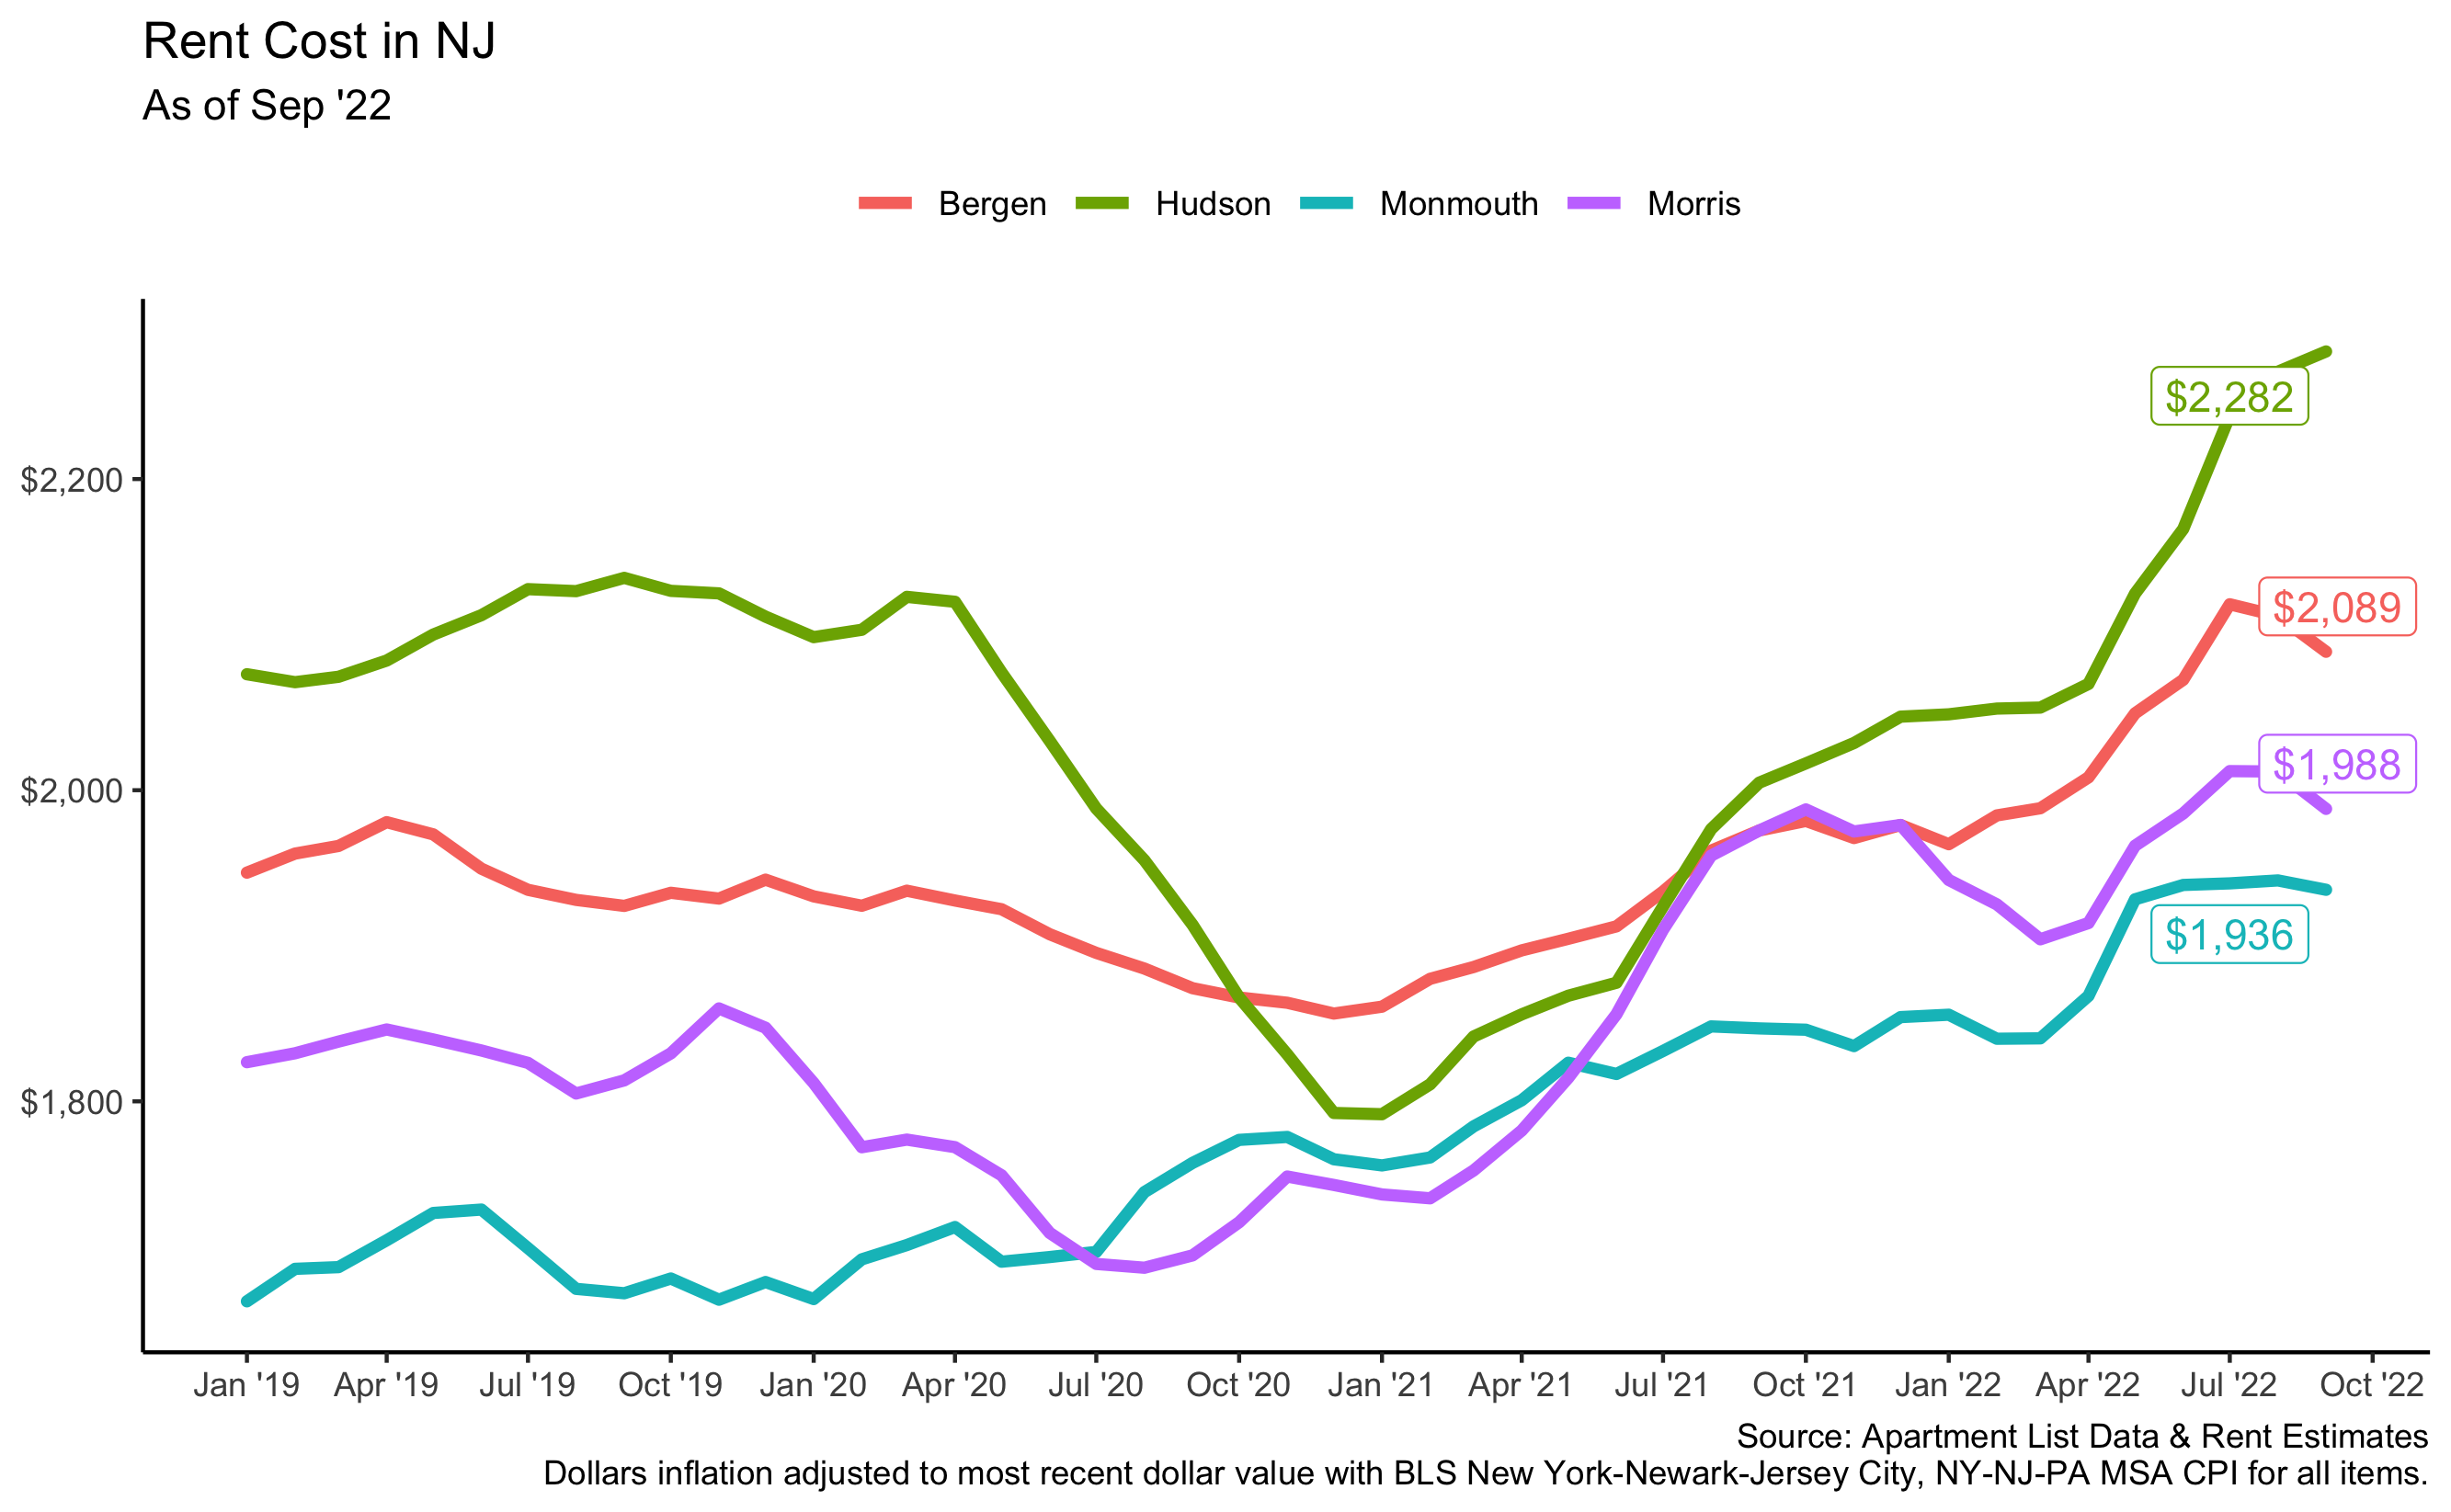 Rent Cost in NJ
As of Sep '22
Bergen Hudson Monmouth Morris
$2,282
$2,200
$2,089
$2,000
$1,988
$1,936
$1,800
Jan '19 Apr '19 Jul '19 Oct '19 Jan '20 Apr '20 Jul '20 Oct '20 Jan '21 Apr '21 Jul '21 Oct '21 Jan '22 Apr '22 Jul '22 Oct '22
Source: Apartment List Data & Rent Estimates
Dollars inflation adjusted to most recent dollar value with BLS New York-Newark-Jersey City, NY-NJ-PA MSA CPI for all items.